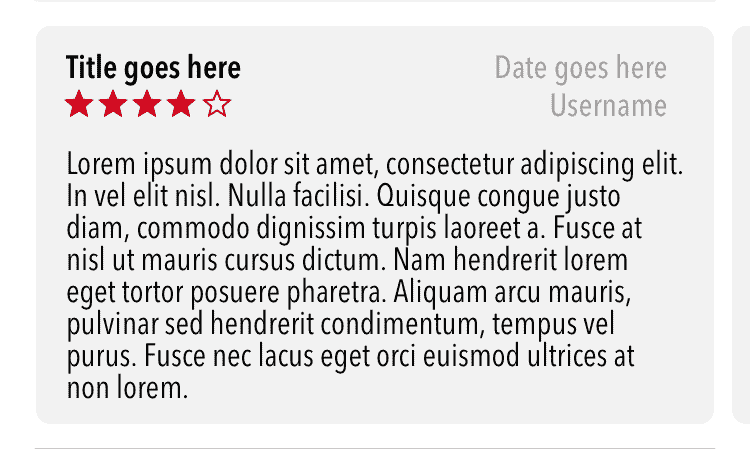 Title goes here
Date goes here
Username
Lorem ipsum dolor sit amet, consectetur adipiscing elit.
In vel elit nisl. Nulla facilisi. Quisque congue justo
diam, commodo dignissim turpis laoreet a. Fusce at
nisl ut mauris cursus dictum. Nam hendrerit lorem
eget tortor posuere pharetra. Aliquam arcu mauris,
pulvinar sed hendrerit condimentum, tempus vel
purus. Fusce nec lacus eget orci euismod ultrices at
non lorem.